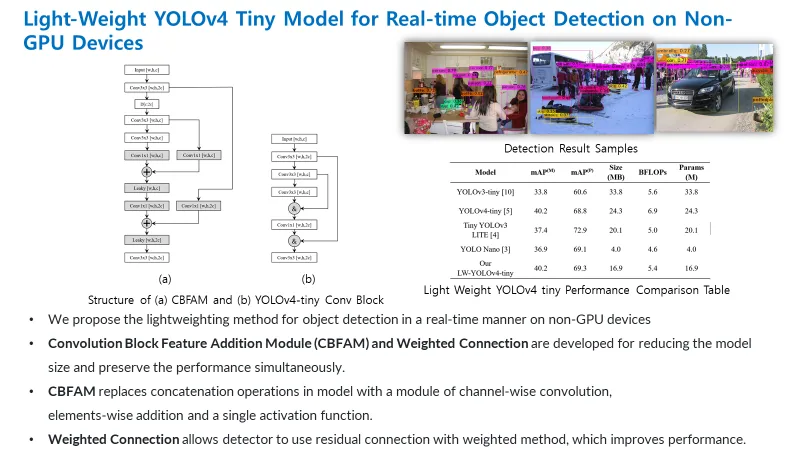 Light-Weight YOLOv4 Tiny Model for Real-time Object Detection on Non-
GPU Devices
Input [w,h,c]
Conv3x3 [w,h,2c]
Conv3x3 [w,h,c]
Conv3x3 [w,h,c]
Conv1x1 [w,h,c]
Conv1x1 [w,h,c]
Leaky [w,h,c]
Conv1x1 [w,h,2c]
Conv1x1 [w,h,2c]
Leaky [w,h,2c]
Conv3x3 [w,h,2c]
(a)
Input [w,h,c]
Conv3x3 [w,h,2c]
Conv3x3 [w,h,c]
Conv3x3 [w,h,c]
&
Conv1x1 [w,h,2c]
&
Conv3x3 [w,h,2c]
(b)
Structure of (a) CBFAM and (b) YOLOv4-tiny Conv Block
Detection Result Samples
Model mAP(M) mAP(P) Size (MB) BFLOPs Params (M)
YOLOv3-tiny [10] 33.8 60.6 33.8 5.6 33.8
YOLOv4-tiny [5] 40.2 68.8 24.3 6.9 24.3
Tiny YOLOv3 LITE [4] 37.4 72.9 20.1 5.0 20.1
YOLO Nano [3] 36.9 69.1 4.0 4.6 4.0
Our LW-YOLOv4-tiny 40.2 69.3 16.9 5.4 16.9
Light Weight YOLOv4 tiny Performance Comparison Table
• We propose the lightweighting method for object detection in a real-time manner on non-GPU devices
• Convolution Block Feature Addition Module (CBFAM) and Weighted Connection are developed for reducing the model
size and preserve the performance simultaneously.
• CBFAM replaces concatenation operations in model with a module of channel-wise convolution,
elements-wise addition and a single activation function.
• Weighted Connection allows detector to use residual connection with weighted method, which improves performance.